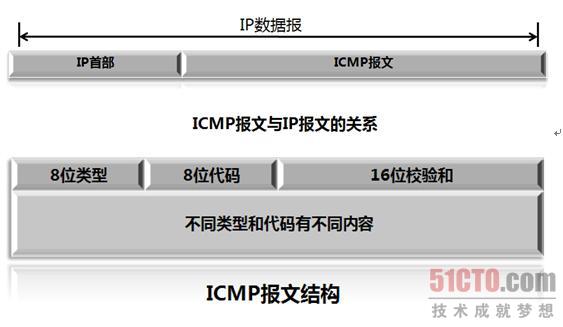 IP数据报
IP首部 ICMP报文
ICMP报文与IP报文的关系
8位类型 8位代码 16位校验和
不同类型和代码有不同内容
51CTO.com
技术成就梦想
ICMP报文结构